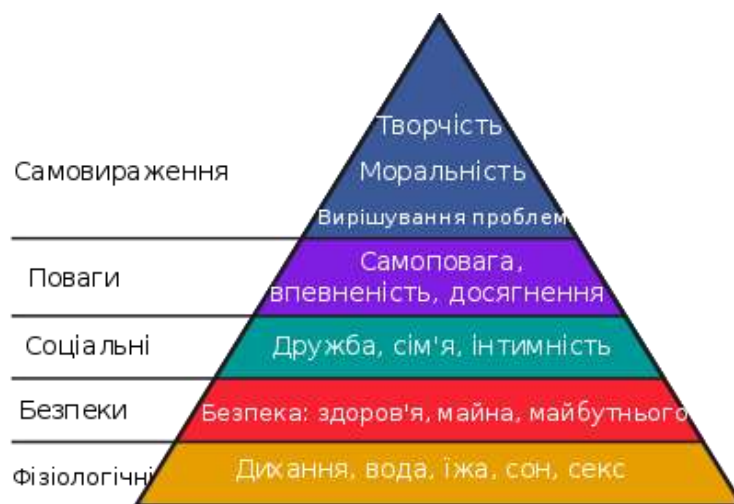 Творчість
Самовираження
Моральність
Вирішування проблем
Поваги
Самоповага,
впевненість, досягнення
Соціальні
Дружба, сім'я, інтимність
Безпеки
Безпека: здоров'я, майна, майбутнього
Фізіологічні
Дихання, вода, їжа, сон, секс